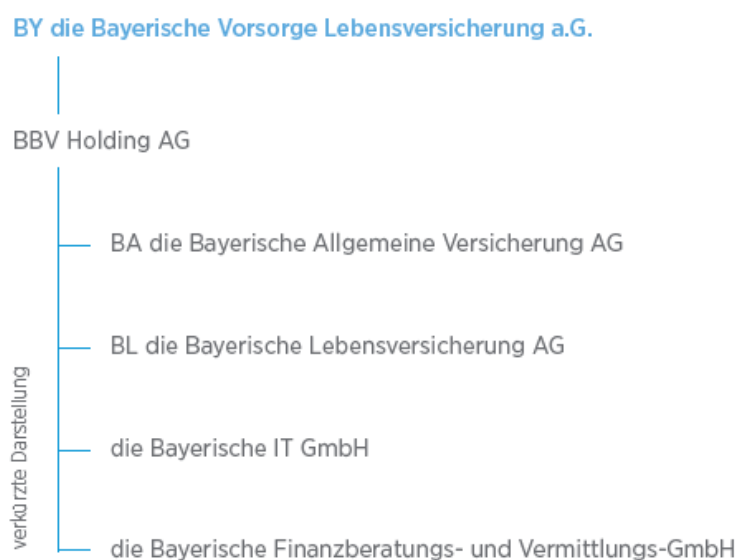 BY die Bayerische Vorsorge Lebensversicherung a.G.
BBV Holding AG
BA die Bayerische Allgemeine Versicherung AG
BL die Bayerische Lebensversicherung AG
die Bayerische IT GmbH
die Bayerische Finanzberatungs- und Vermittlungs-GmbH
verkürzte Darstellung